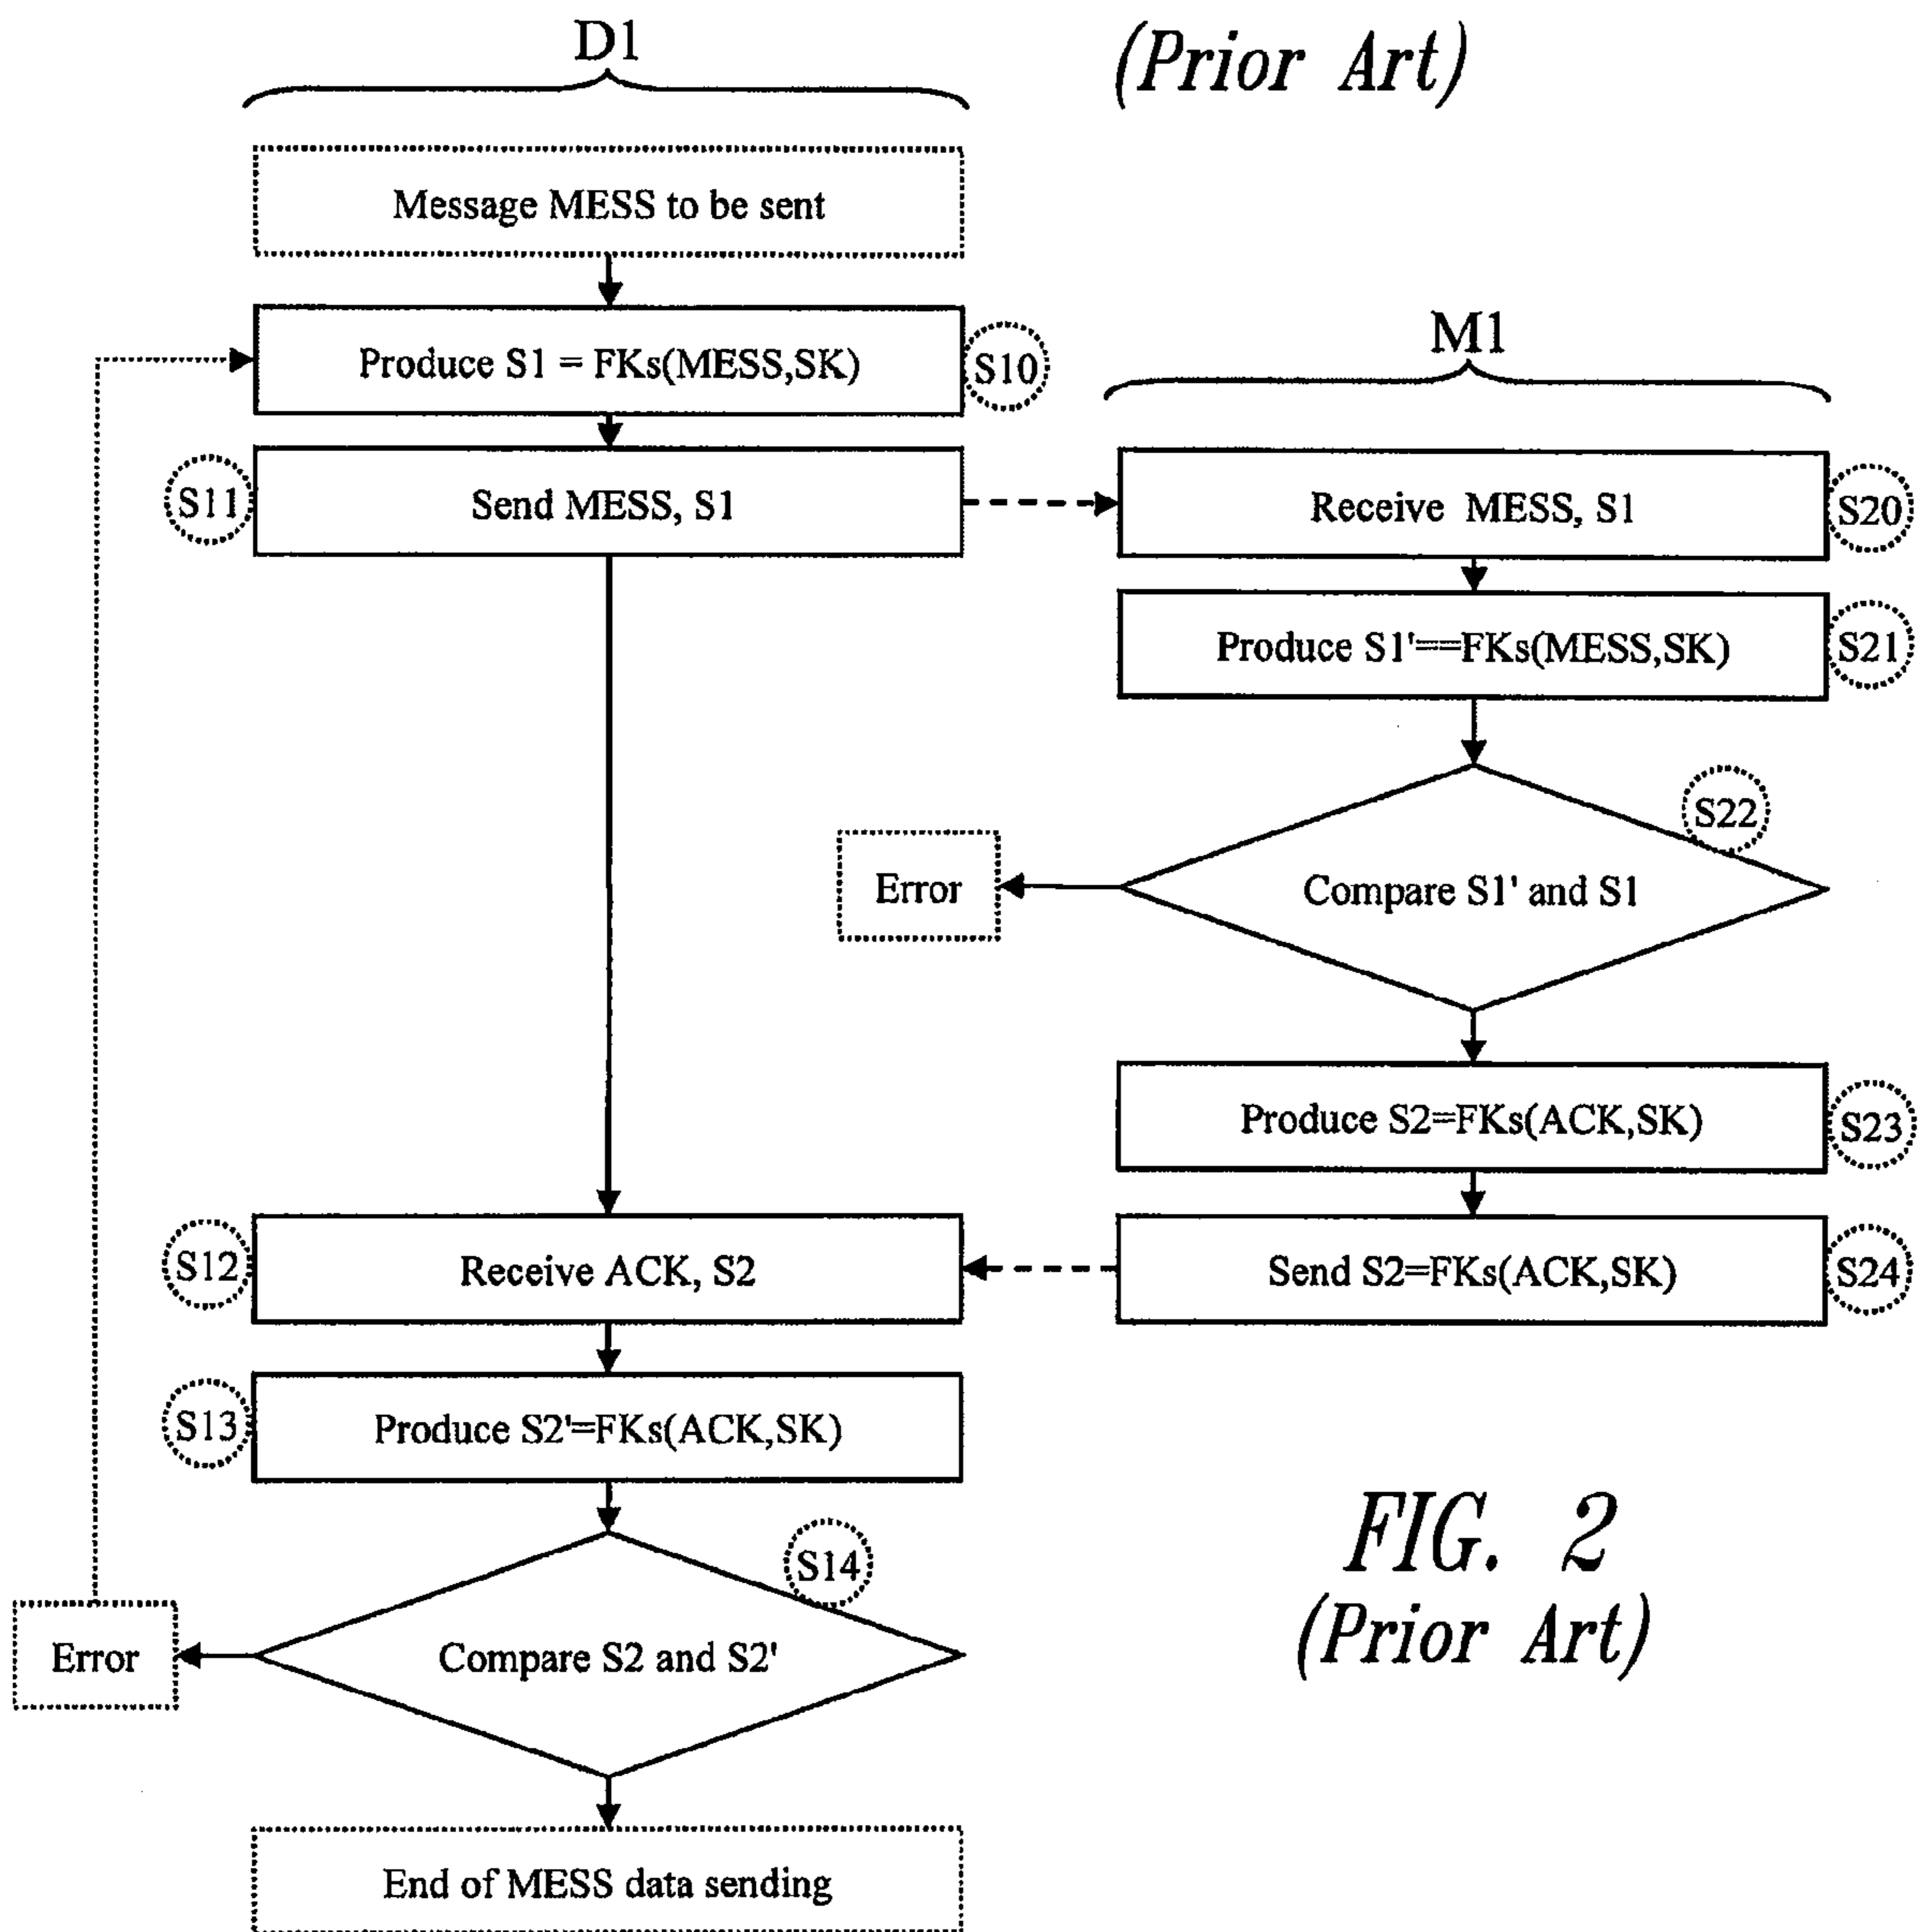 D1
(Prior Art)
Message MESS to be sent
Produce S1 = FKs(MESS,SK)
S10
M1
S11
Send MESS, S1
Receive MESS, S1
S20
Produce S1'==FKs(MESS,SK)
S21
S22
Error
Compare S1' and S1
Produce S2=FKs(ACK,SK)
S23
S12
Receive ACK, S2
Send S2=FKs(ACK,SK)
S24
S13
Produce S2'=FKs(ACK,SK)
S14
Error
Compare S2 and S2'
FIG. 2
(Prior Art)
End of MESS data sending